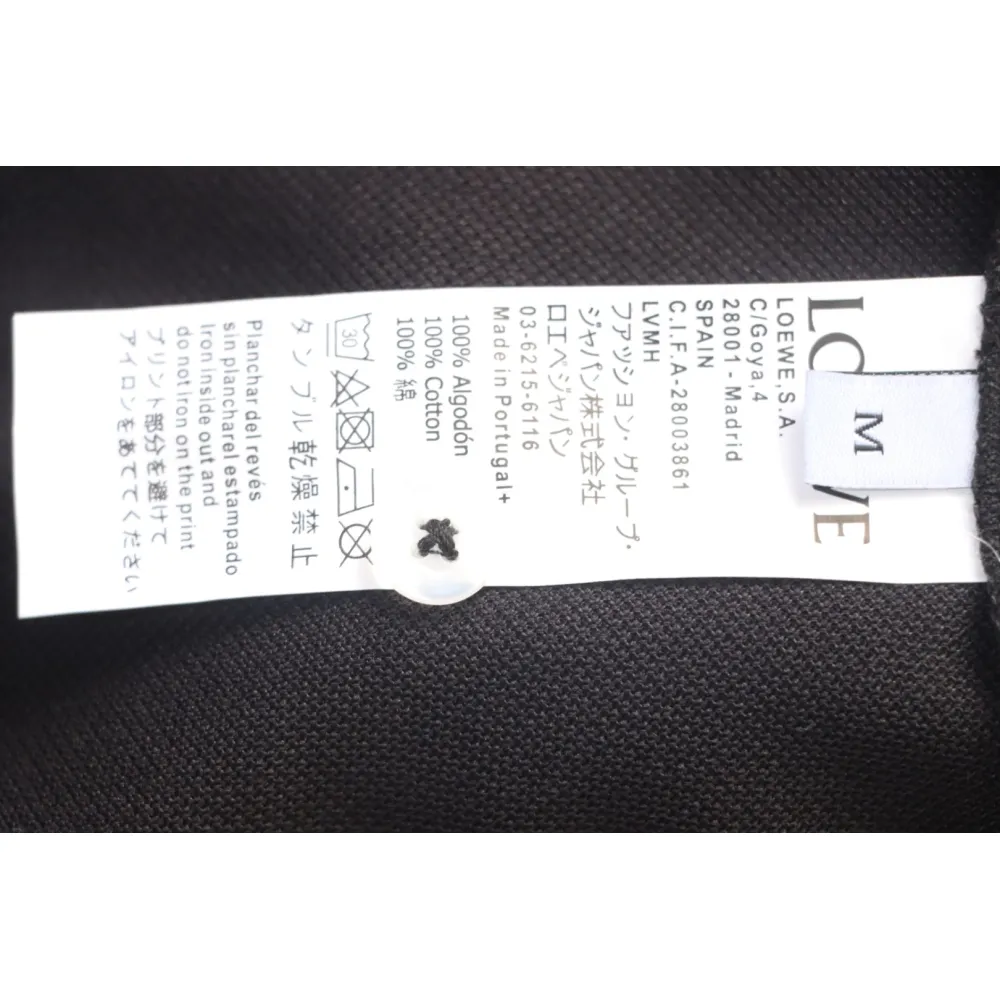 LOEWE
M
LOEWE,S.A.
C/Goya,4
28001 - Madrid
SPAIN
C.I.F.A-28003861
LVMH
ファッション・グループ・
ジャパン株式会社
ロエベジャパン
03-6215-6116
Made in Portugal+
100% Algodón
100% Cotton
100% 綿
30
タンブル乾燥禁止
Planchar del revés
sin planchar el estampado
Iron inside out and
do not iron on the print
プリント部分を避けて
アイロンをあててください